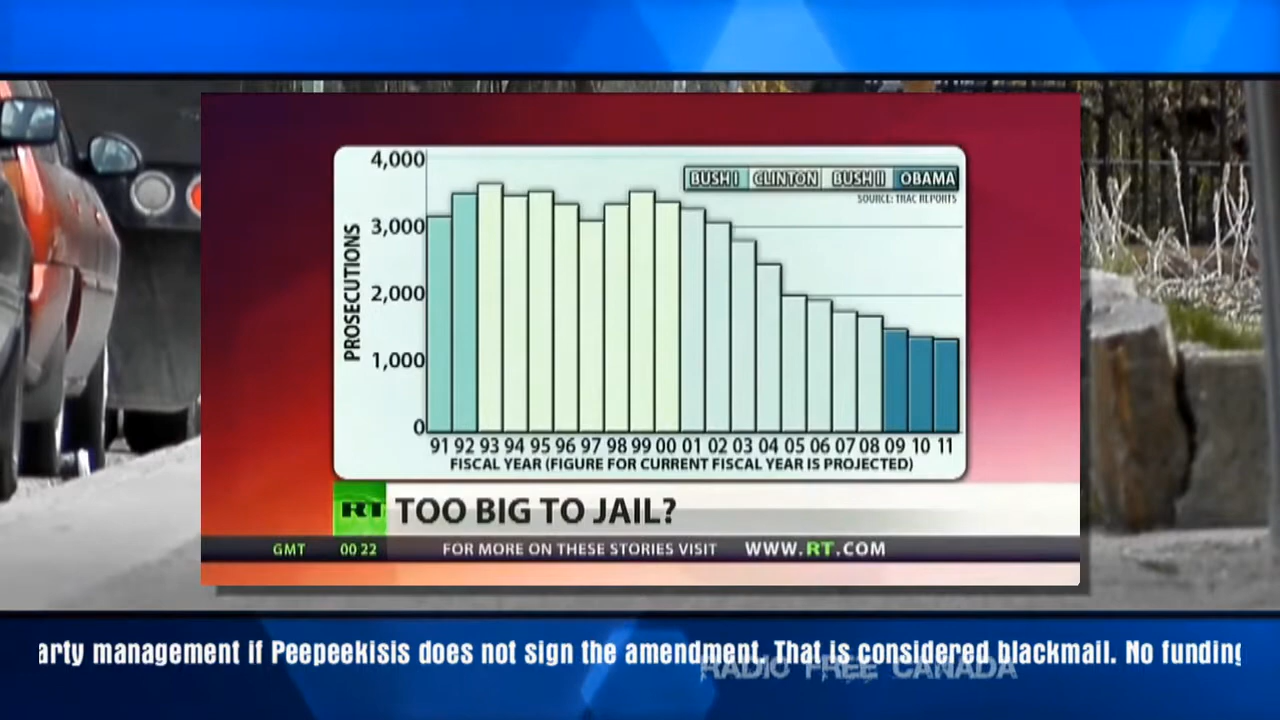 4,000
BUSH I CLINTON BUSH II OBAMA
SOURCE: TRAC REPORTS
3,000
PROSECUTIONS
2,000
1,000
0
91 92 93 94 95 96 97 98 99 00 01 02 03 04 05 06 07 08 09 10 11
FISCAL YEAR (FIGURE FOR CURRENT FISCAL YEAR IS PROJECTED)
RT TOO BIG TO JAIL?
GMT 00 22 FOR MORE ON THESE STORIES VISIT WWW.RT.COM
arty management if Peepeekisis does not sign the amendment. That is considered blackmail. No funding
RADIO FREE CANADA